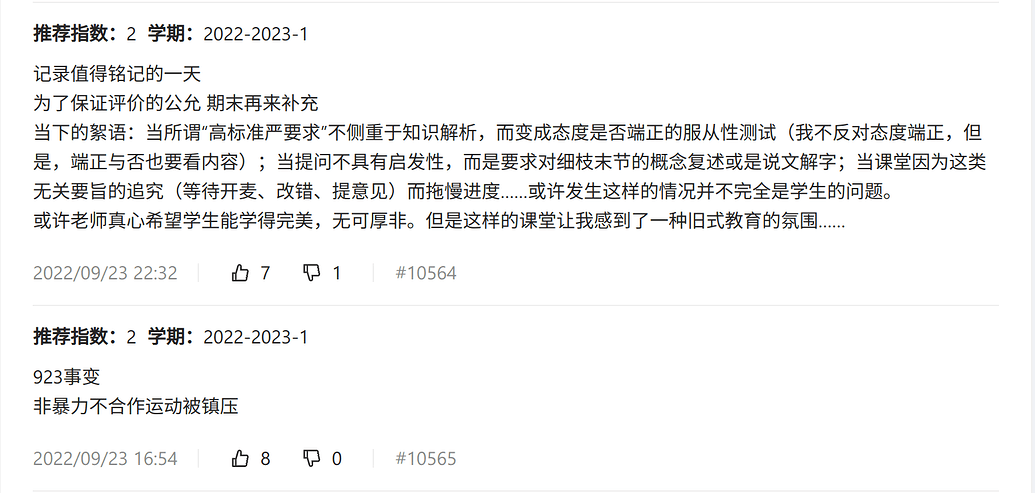 推荐指数：2 学期：2022-2023-1
记录值得铭记的一天
为了保证评价的公允 期末再来补充
当下的絮语：当所谓"高标准严要求"不侧重于知识解析，而变成态度是否端正的服从性测试（我不反对态度端正，但
是，端正与否也要看内容）；当提问不具有启发性，而是要求对细枝末节的概念复述或是说文解字；当课堂因为这类
无关要旨的追究（等待开麦、改错、提意见）而拖慢进度……或许发生这样的情况并不完全是学生的问题。
或许老师真心希望学生能学得完美，无可厚非。但是这样的课堂让我感到了一种旧式教育的氛围……
2022/09/23 22:32 7 1 #10564
推荐指数：2 学期：2022-2023-1
923事变
非暴力不合作运动被镇压
2022/09/23 16:54 8 0 #10565